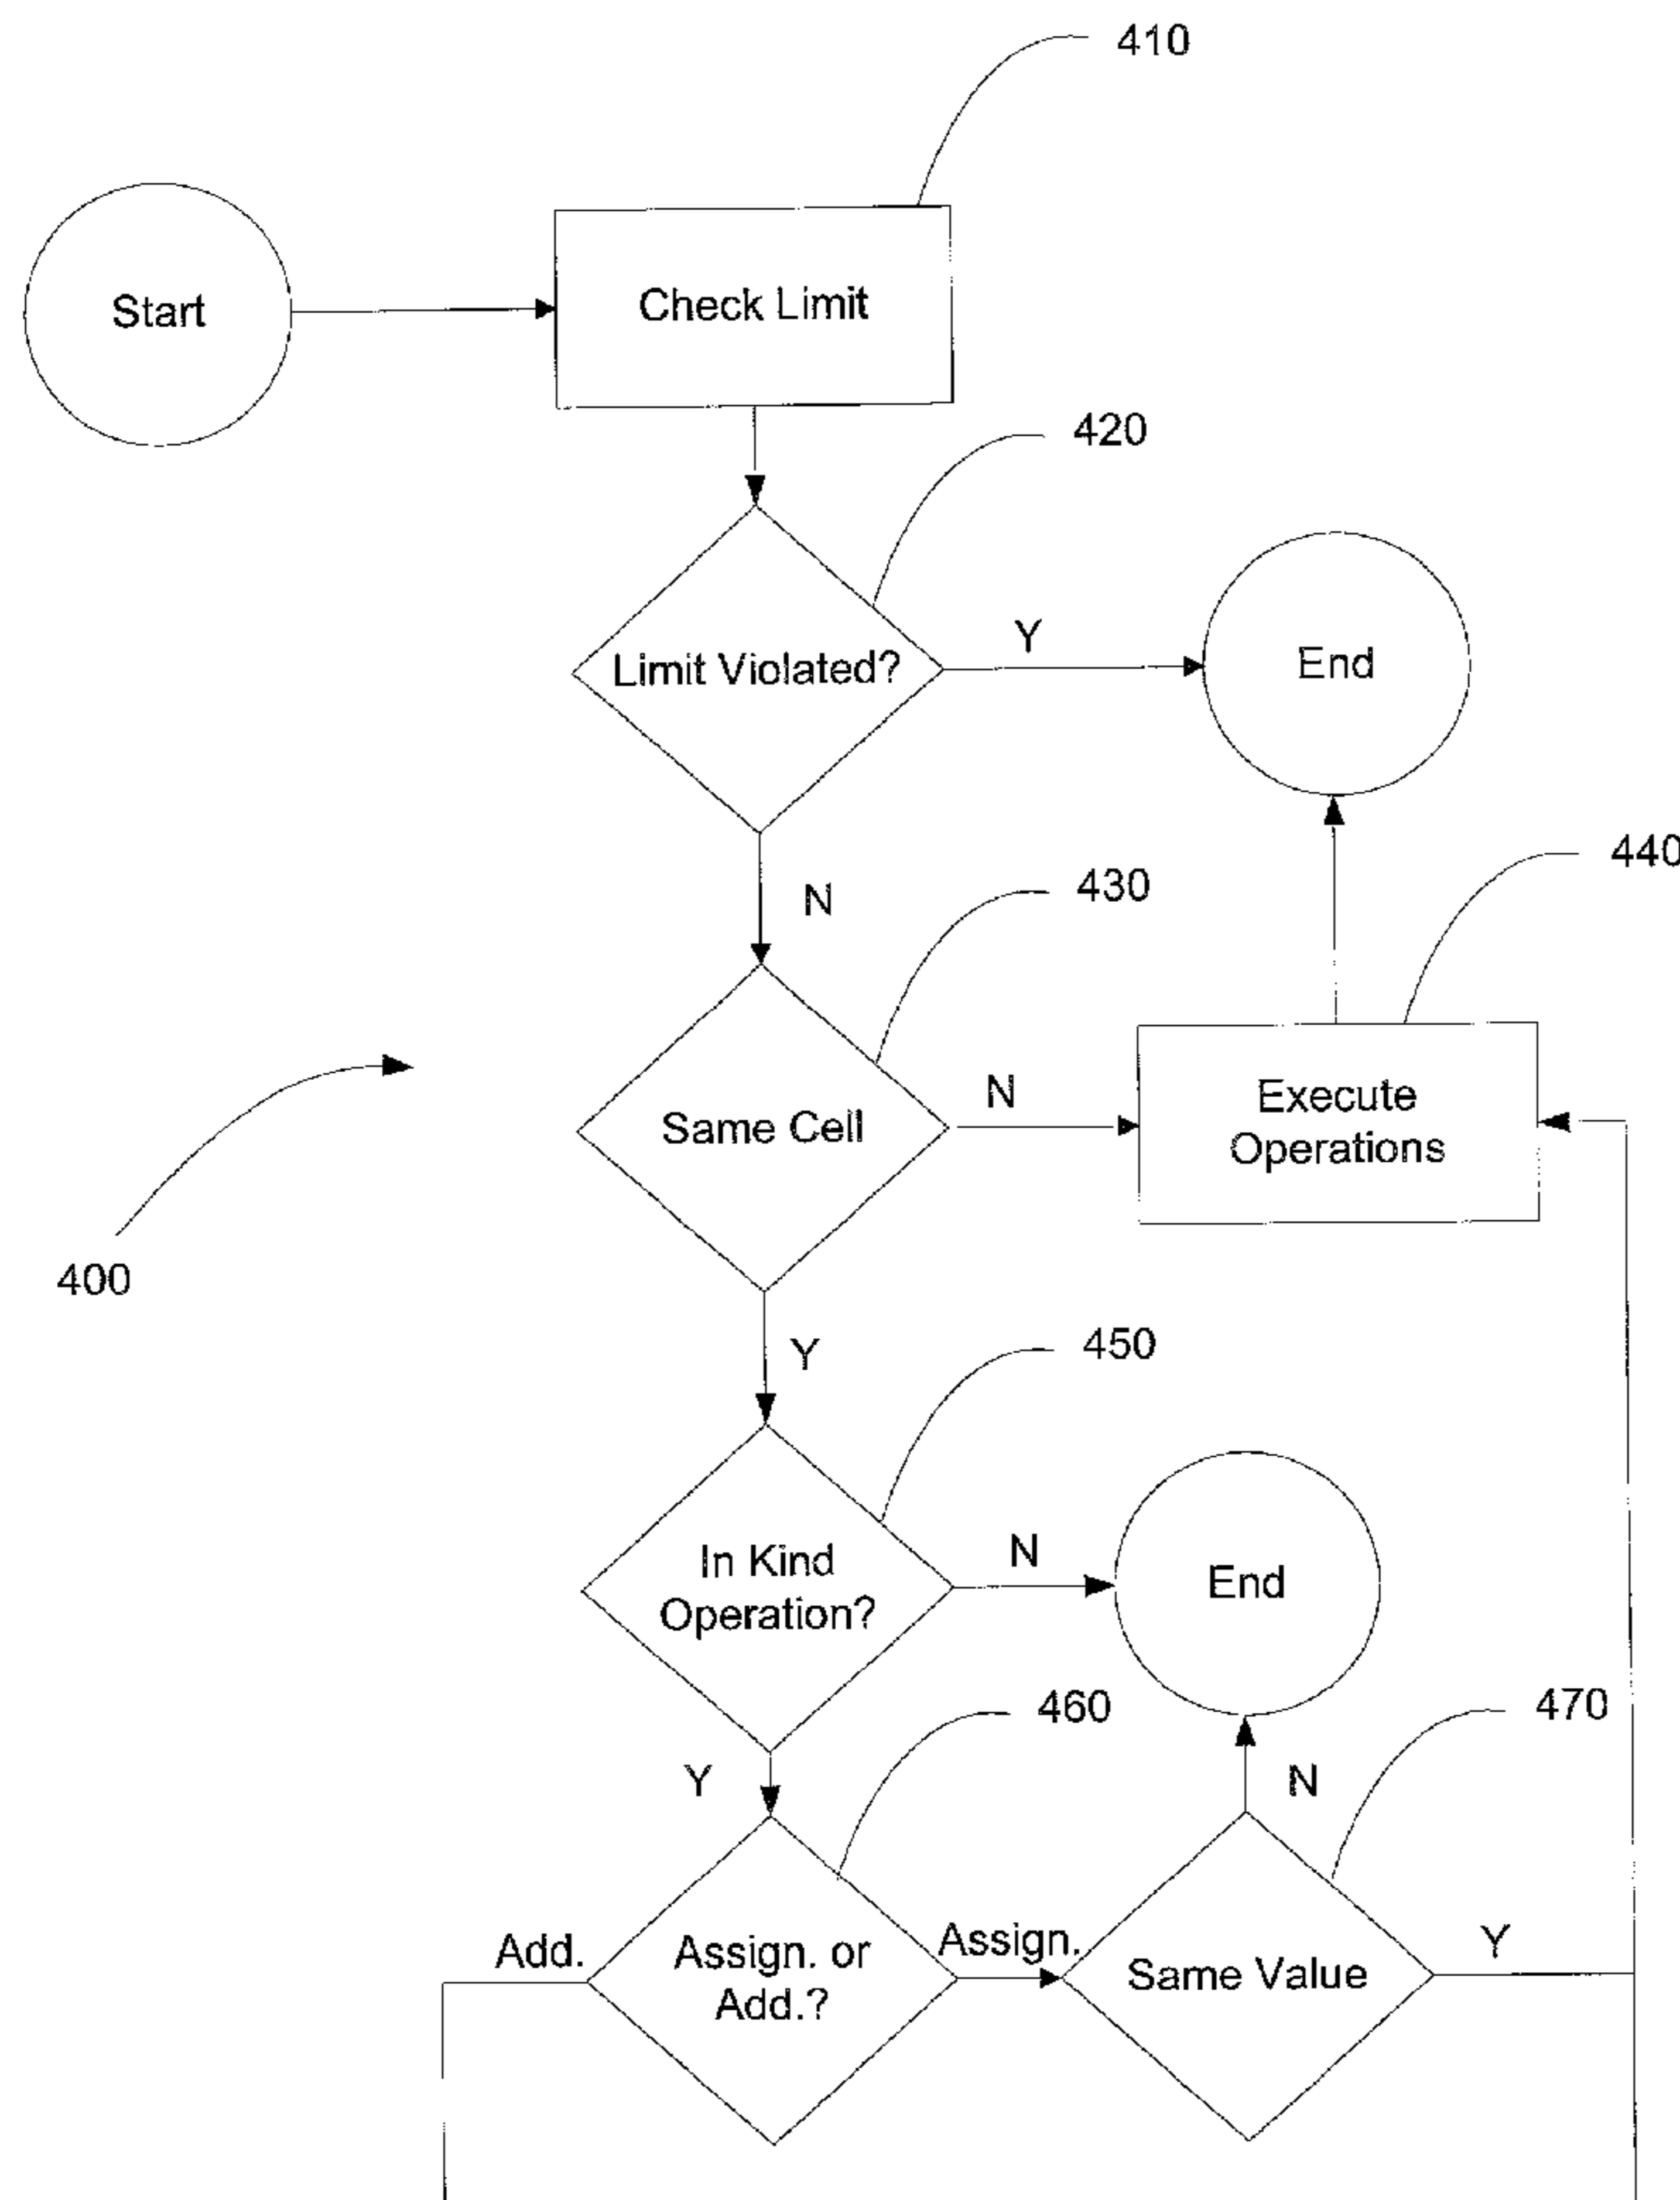 410
Start
Check Limit
420
Limit Violated?
Y
End
N
430
440
Same Cell
N
Execute
Operations
400
Y
450
In Kind
Operation?
N
End
460
470
Y
N
Add.
Assign. or
Add.?
Assign.
Same Value
Y